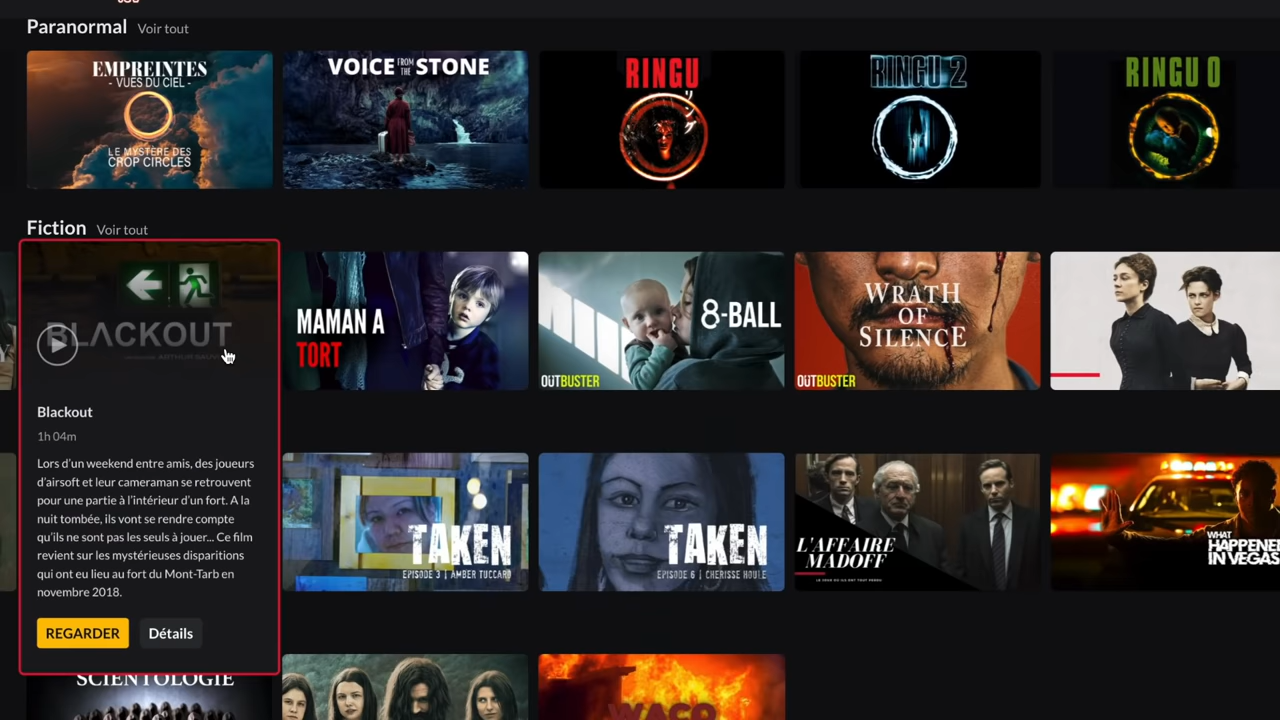 Paranormal Voir tout
EMPREINTES
- VUES DU CIEL -
LE MYSTÈRE DES
CROP CIRCLES
VOICE FROM THE STONE
RINGU
リング
RINGU 2
RINGU 0
Fiction Voir tout
BLACKOUT
Blackout
1h 04m
Lors d'un weekend entre amis, des joueurs
d'airsoft et leur cameraman se retrouvent
pour une partie à l'intérieur d'un fort. A la
nuit tombée, ils vont se rendre compte
qu'ils ne sont pas les seuls à jouer... Ce film
revient sur les mystérieuses disparitions
qui ont eu lieu au fort du Mont-Tarb en
novembre 2018.
REGARDER Détails
MAMAN A
TORT
8-BALL
OUTBUSTER
WRATH
OF
SILENCE
OUTBUSTER
TAKEN
EPISODE 3 | AMBER TUCCARO
TAKEN
EPISODE 6 | CHERISSE HOULE
L'AFFAIRE
MADOFF
WHAT
HAPPENED
IN VEGAS
SCIENTOLOGIE
WACO